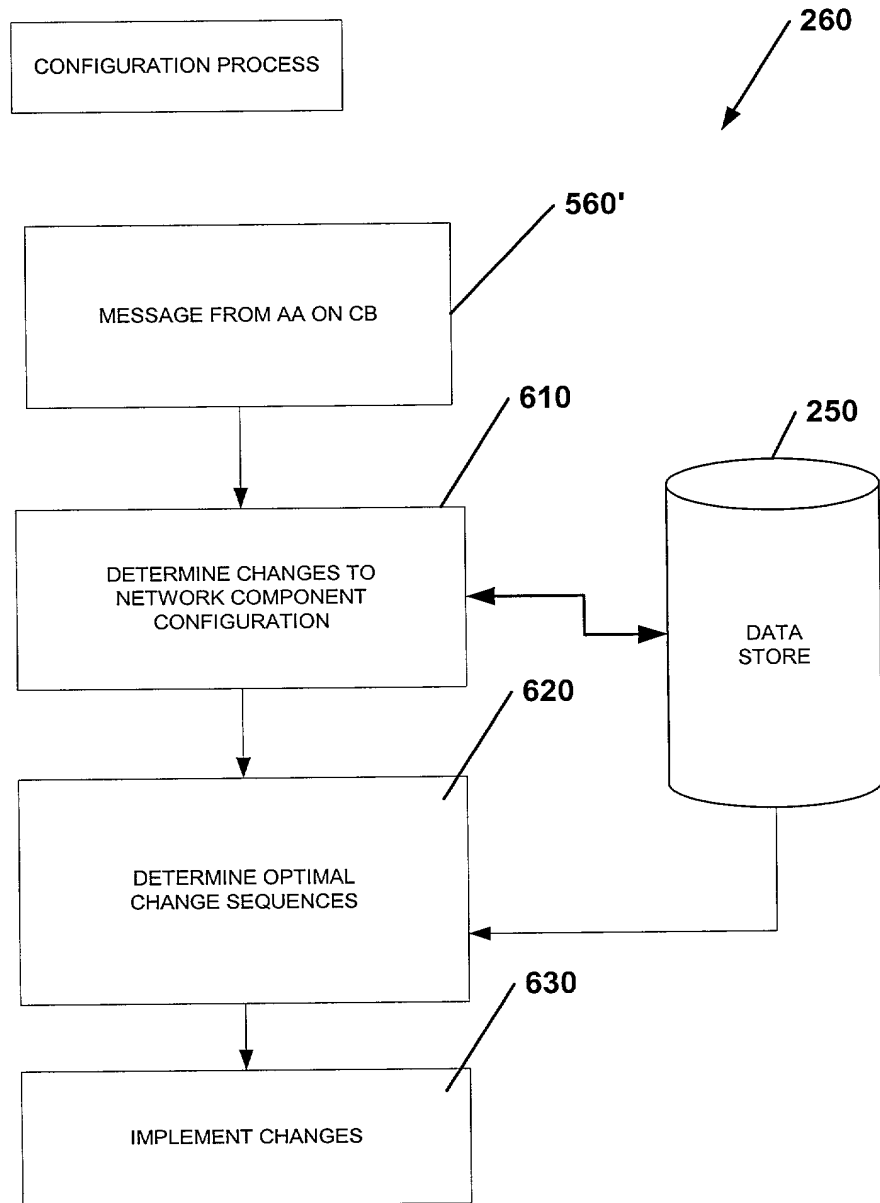 260
CONFIGURATION PROCESS
560'
MESSAGE FROM AA ON CB
610
250
DETERMINE CHANGES TO
NETWORK COMPONENT
CONFIGURATION
DATA
STORE
620
DETERMINE OPTIMAL
CHANGE SEQUENCES
630
IMPLEMENT CHANGES